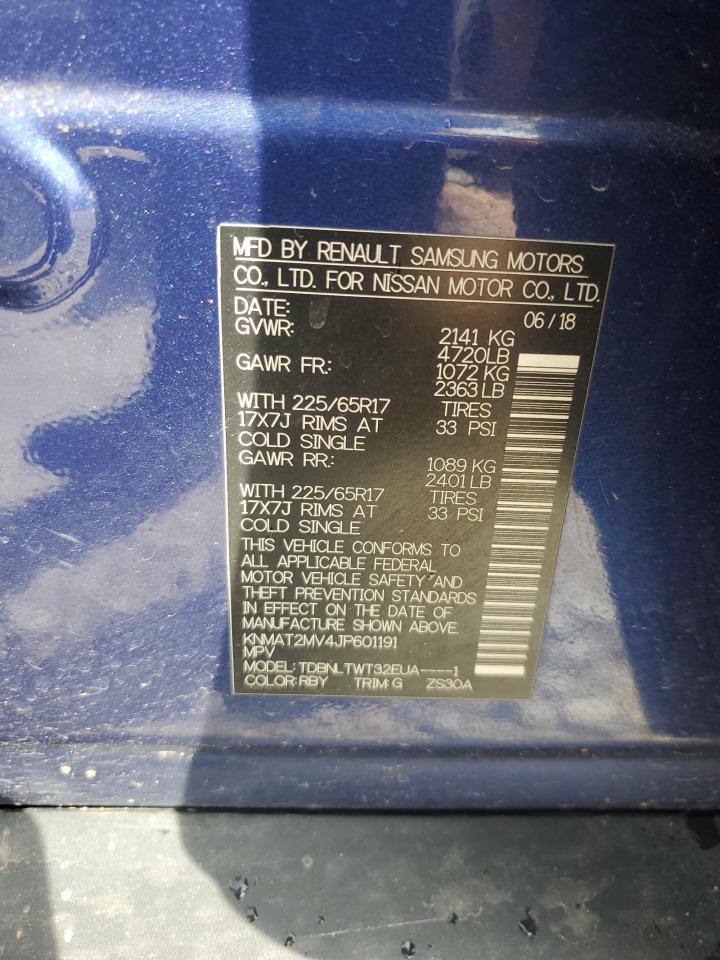 MFD BY RENAULT SAMSUNG MOTORS
CO., LTD. FOR NISSAN MOTOR CO., LTD.
DATE: 06/18
GVWR: 2141 KG
4720LB
GAWR FR: 1072 KG
2363 LB
WITH 225/65R17 TIRES
17X7J RIMS AT 33 PSI
COLD SINGLE
GAWR RR: 1089 KG
2401 LB
WITH 225/65R17 TIRES
17X7J RIMS AT 33 PSI
COLD SINGLE
THIS VEHICLE CONFORMS TO
ALL APPLICABLE FEDERAL
MOTOR VEHICLE SAFETY AND
THEFT PREVENTION STANDARDS
IN EFFECT ON THE DATE OF
MANUFACTURE SHOWN ABOVE.
KNMAT2MV4JP601191
MPV
MODEL: TDBNLTWT32EUA-----1
COLOR:RBY TRIM:G ZS30A